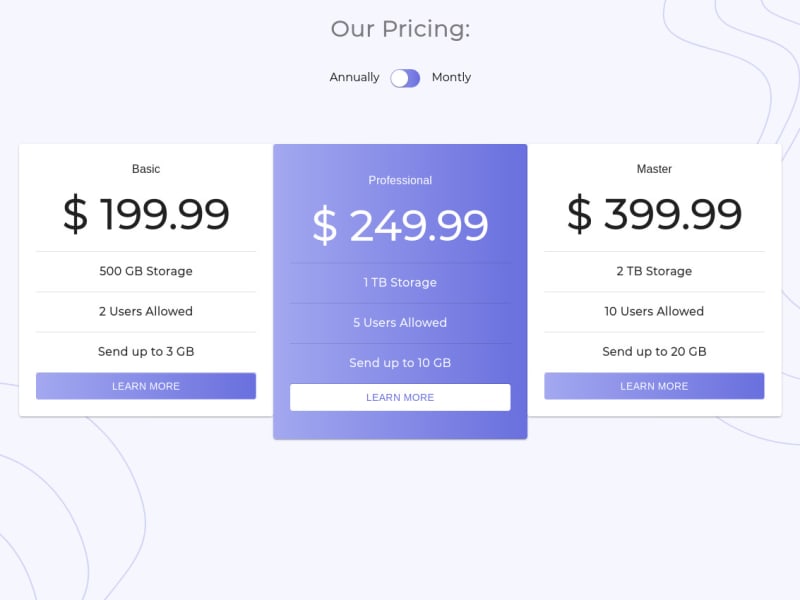 Our Pricing:
Annually Montly
Basic
$ 199.99
500 GB Storage
2 Users Allowed
Send up to 3 GB
LEARN MORE
Professional
$ 249.99
1 TB Storage
5 Users Allowed
Send up to 10 GB
LEARN MORE
Master
$ 399.99
2 TB Storage
10 Users Allowed
Send up to 20 GB
LEARN MORE